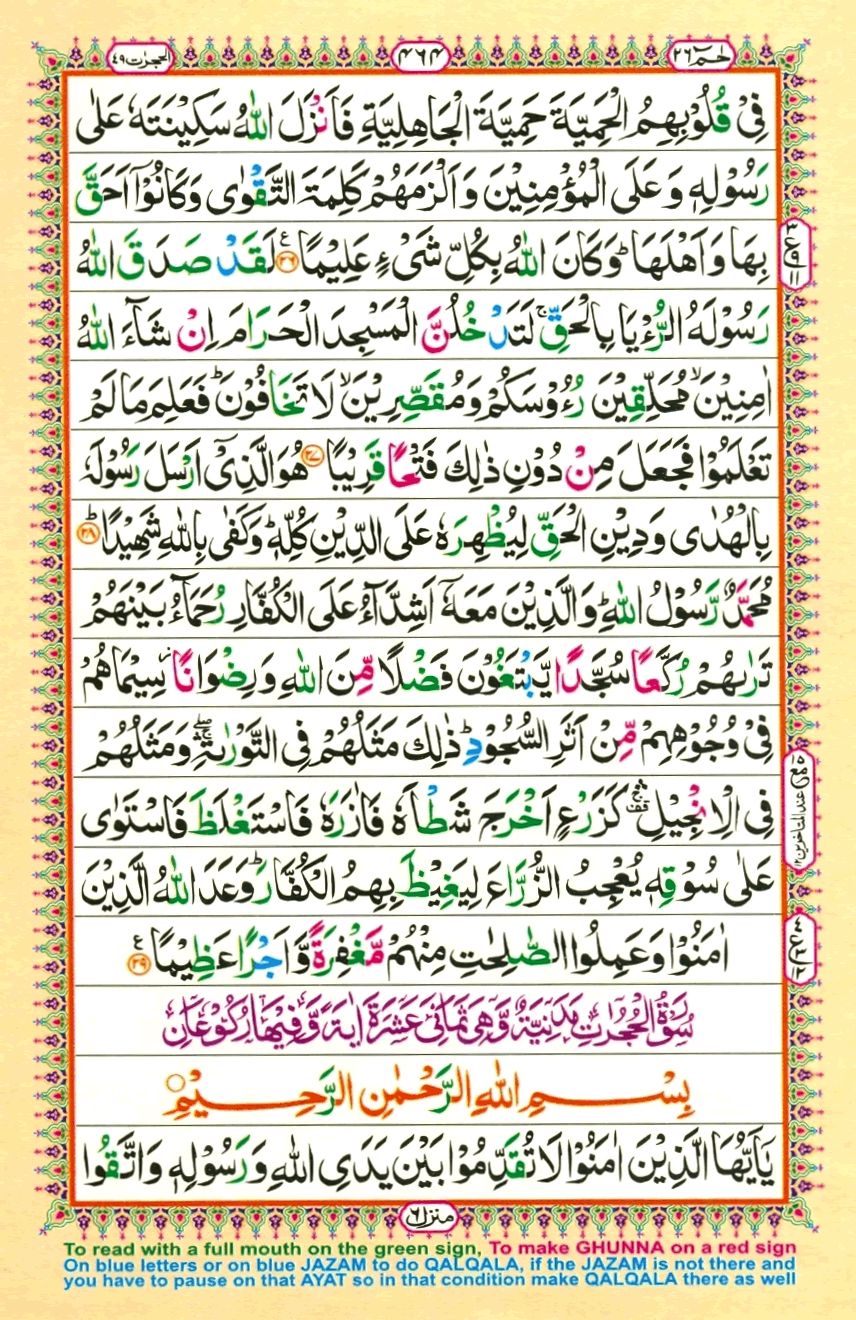 حٰمٓ ٢٦
٤٦٤
الحجرات ٤٩
فِىْ قُلُوْبِهِمُ الْحَمِيَّةَ حَمِيَّةَ الْجَاهِلِيَّةِ فَاَنْزَلَ اللّٰهُ سَكِيْنَتَهٗ عَلٰى
رَسُوْلِهٖ وَعَلَى الْمُؤْمِنِيْنَ وَاَلْزَمَهُمْ كَلِمَةَ التَّقْوٰى وَكَانُوْۤا اَحَقَّ
بِهَا وَاَهْلَهَا ؕ وَكَانَ اللّٰهُ بِكُلِّ شَىْءٍ عَلِيْمًا ﴿٢٦﴾ ع لَقَدْ صَدَقَ اللّٰهُ
رَسُوْلَهُ الرُّءْيَا بِالْحَقِّ ۚ لَتَدْخُلُنَّ الْمَسْجِدَ الْحَرَامَ اِنْ شَآءَ اللّٰهُ
اٰمِنِيْنَ ۙ مُحَلِّقِيْنَ رُءُوْسَكُمْ وَمُقَصِّرِيْنَ ۙ لَا تَخَافُوْنَ ؕ فَعَلِمَ مَا لَمْ
تَعْلَمُوْا فَجَعَلَ مِنْ دُوْنِ ذٰلِكَ فَتْحًا قَرِيْبًا ﴿٢٧﴾ هُوَ الَّذِىْۤ اَرْسَلَ رَسُوْلَهٗ
بِالْهُدٰى وَدِيْنِ الْحَقِّ لِيُظْهِرَهٗ عَلَى الدِّيْنِ كُلِّهٖ ؕ وَكَفٰى بِاللّٰهِ شَهِيْدًا ؕ ﴿٢٨﴾
مُحَمَّدٌ رَّسُوْلُ اللّٰهِ ؕ وَالَّذِيْنَ مَعَهٗۤ اَشِدَّآءُ عَلَى الْكُفَّارِ رُحَمَآءُ بَيْنَهُمْ
تَرٰىهُمْ رُكَّعًا سُجَّدًا يَّبْتَغُوْنَ فَضْلًا مِّنَ اللّٰهِ وَرِضْوَانًا ؗ سِيْمَاهُمْ
فِىْ وُجُوْهِهِمْ مِّنْ اَثَرِ السُّجُوْدِ ؕ ذٰلِكَ مَثَلُهُمْ فِى التَّوْرٰىةِ ۛۖۚ وَمَثَلُهُمْ
فِى الْاِنْجِيْلِ ۛ۫ۚ كَزَرْعٍ اَخْرَجَ شَطْـَٔهٗ فَاٰزَرَهٗ فَاسْتَغْلَظَ فَاسْتَوٰى
عَلٰى سُوْقِهٖ يُعْجِبُ الزُّرَّاعَ لِيَغِيْظَ بِهِمُ الْكُفَّارَ ؕ وَعَدَ اللّٰهُ الَّذِيْنَ
اٰمَنُوْا وَعَمِلُوا الصّٰلِحٰتِ مِنْهُمْ مَّغْفِرَةً وَّاَجْرًا عَظِيْمًا ﴿٢٩﴾ ع
سُوْرَةُ الْحُجُرٰتِ مَدَنِيَّةٌ وَّهِىَ ثَمَانِىْ عَشْرَةَ اٰيَةً وَّفِيْهَا رُكُوْعَانِ
بِسْمِ اللّٰهِ الرَّحْمٰنِ الرَّحِيْمِ
يٰۤاَيُّهَا الَّذِيْنَ اٰمَنُوْا لَا تُقَدِّمُوْا بَيْنَ يَدَىِ اللّٰهِ وَرَسُوْلِهٖ وَاتَّقُوا
منزل ٦
To read with a full mouth on the green sign, To make GHUNNA on a red sign
On blue letters or on blue JAZAM to do QALQALA, if the JAZAM is not there and
you have to pause on that AYAT so in that condition make QALQALA there as well